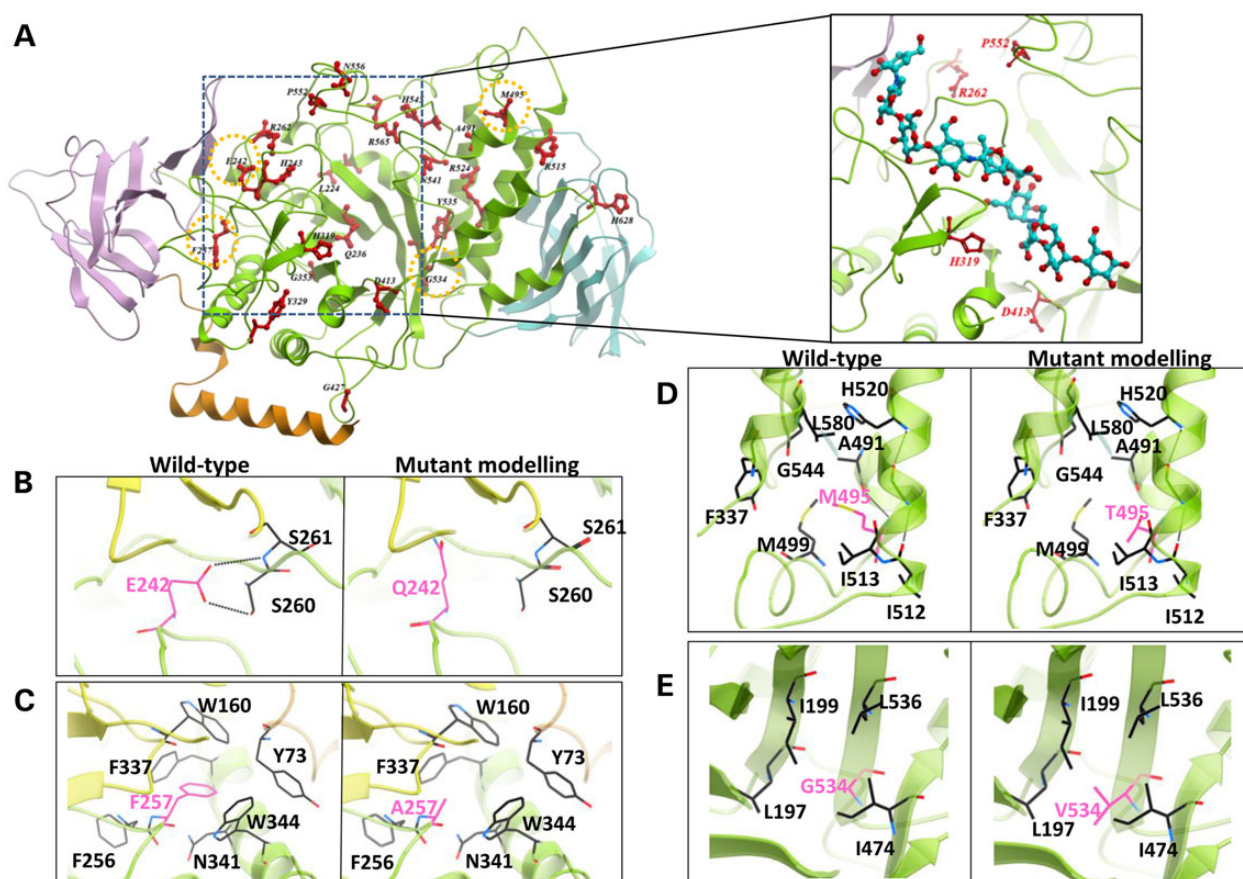 A
N556
P552
H54
M495
R262
E242
H243
R565
A491
L224
N541
R524
R515
Y535
H628
F257
H319
Q236
G353
D413
G534
Y329
G427
P552
R262
H319
D413
B
Wild-type
Mutant modelling
S261
E242
S260
S261
Q242
S260
C
W160
Y73
F337
F257
W344
F256
N341
W160
Y73
F337
A257
W344
F256
N341
D
Wild-type
Mutant modelling
H520
L580
A491
G544
M495
F337
M499
I513
I512
H520
L580
A491
G544
T495
F337
M499
I513
I512
E
I199
L536
G534
L197
I474
I199
L536
V534
L197
I474